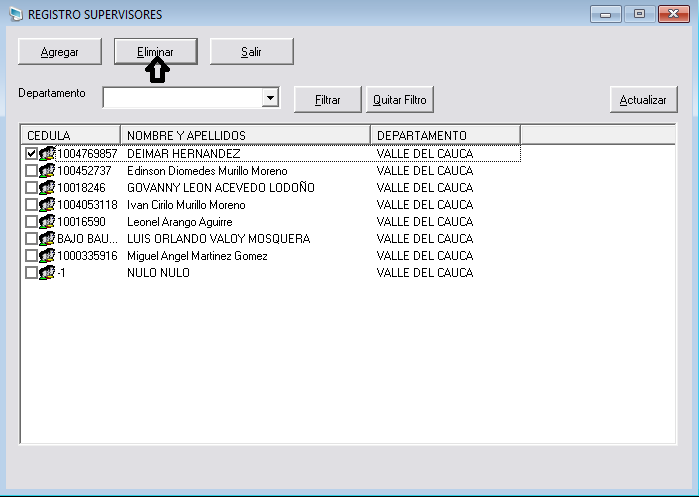 REGISTRO SUPERVISORES
Agregar Eliminar Salir
Departamento Filtrar Quitar Filtro Actualizar
CEDULA NOMBRE Y APELLIDOS DEPARTAMENTO
1004769857 DEIMAR HERNANDEZ VALLE DEL CAUCA
100452737 Edinson Diomedes Murillo Moreno VALLE DEL CAUCA
10018246 GOVANNY LEON ACEVEDO LODOÑO VALLE DEL CAUCA
1004053118 Ivan Cirilo Murillo Moreno VALLE DEL CAUCA
10016590 Leonel Arango Aguirre VALLE DEL CAUCA
BAJO BAU... LUIS ORLANDO VALOY MOSQUERA VALLE DEL CAUCA
1000335916 Miguel Angel Martinez Gomez VALLE DEL CAUCA
-1 NULO NULO VALLE DEL CAUCA